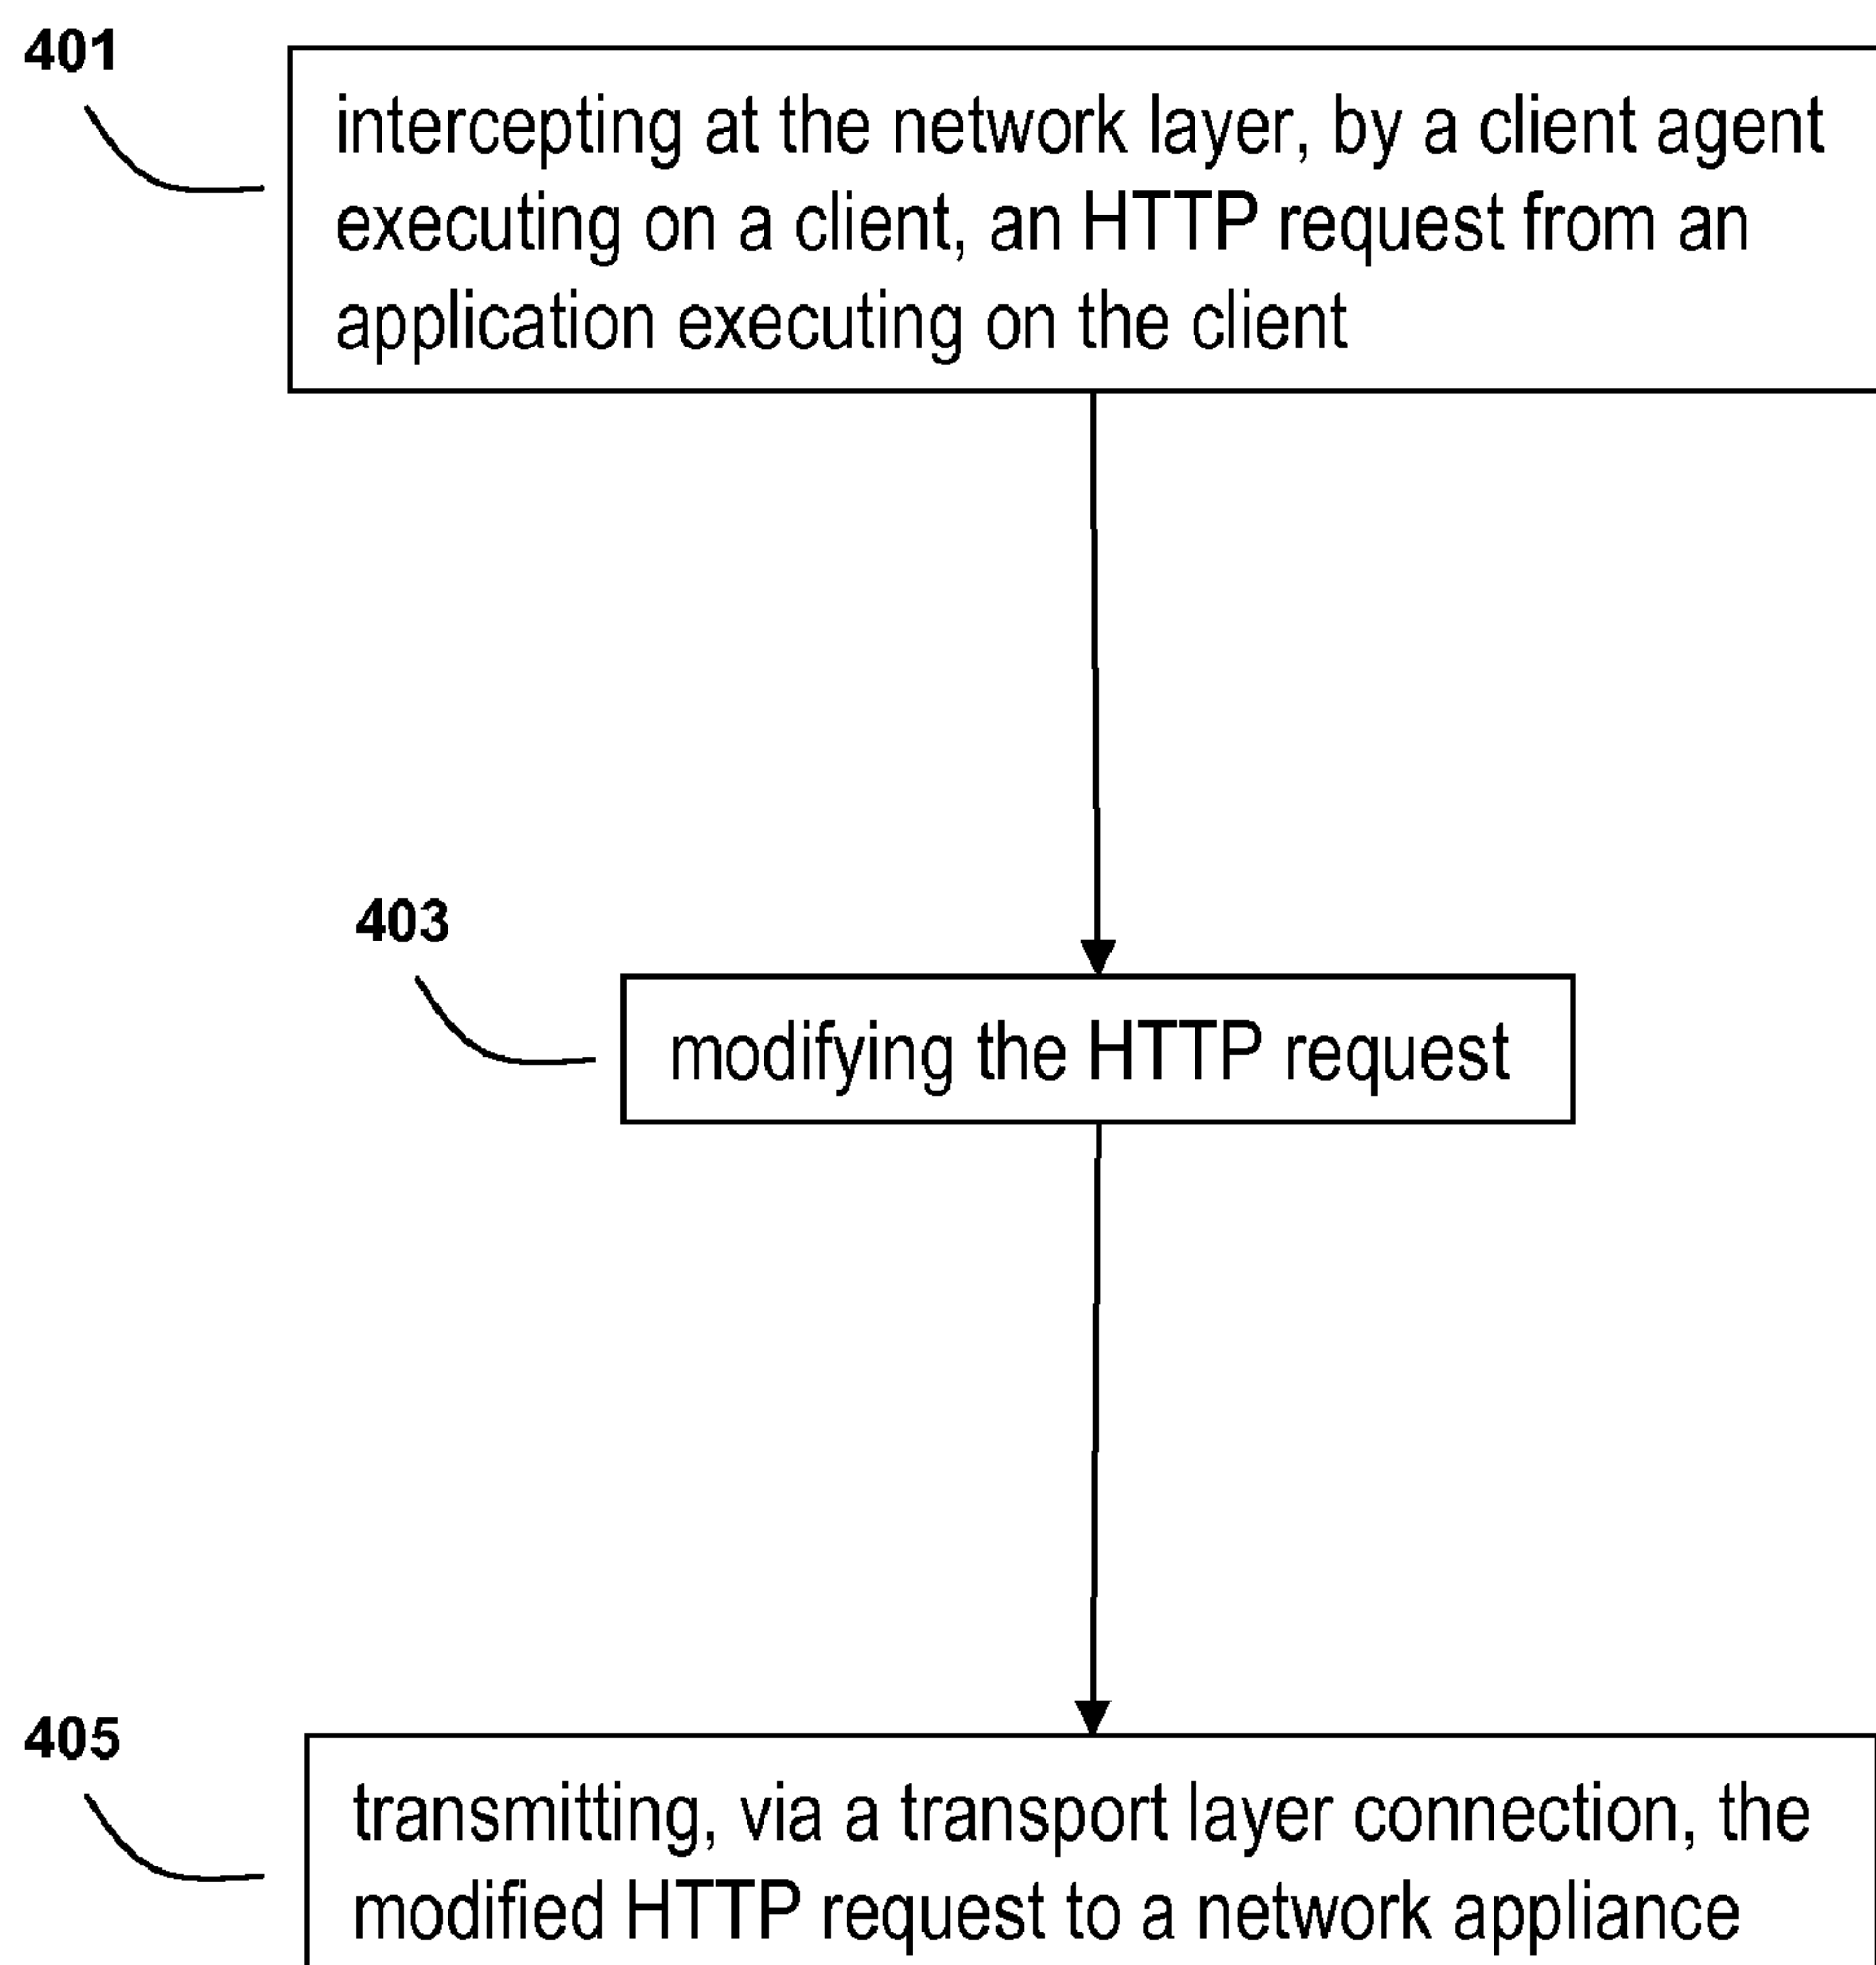 401
intercepting at the network layer, by a client agent
executing on a client, an HTTP request from an
application executing on the client
403
modifying the HTTP request
405
transmitting, via a transport layer connection, the
modified HTTP request to a network appliance